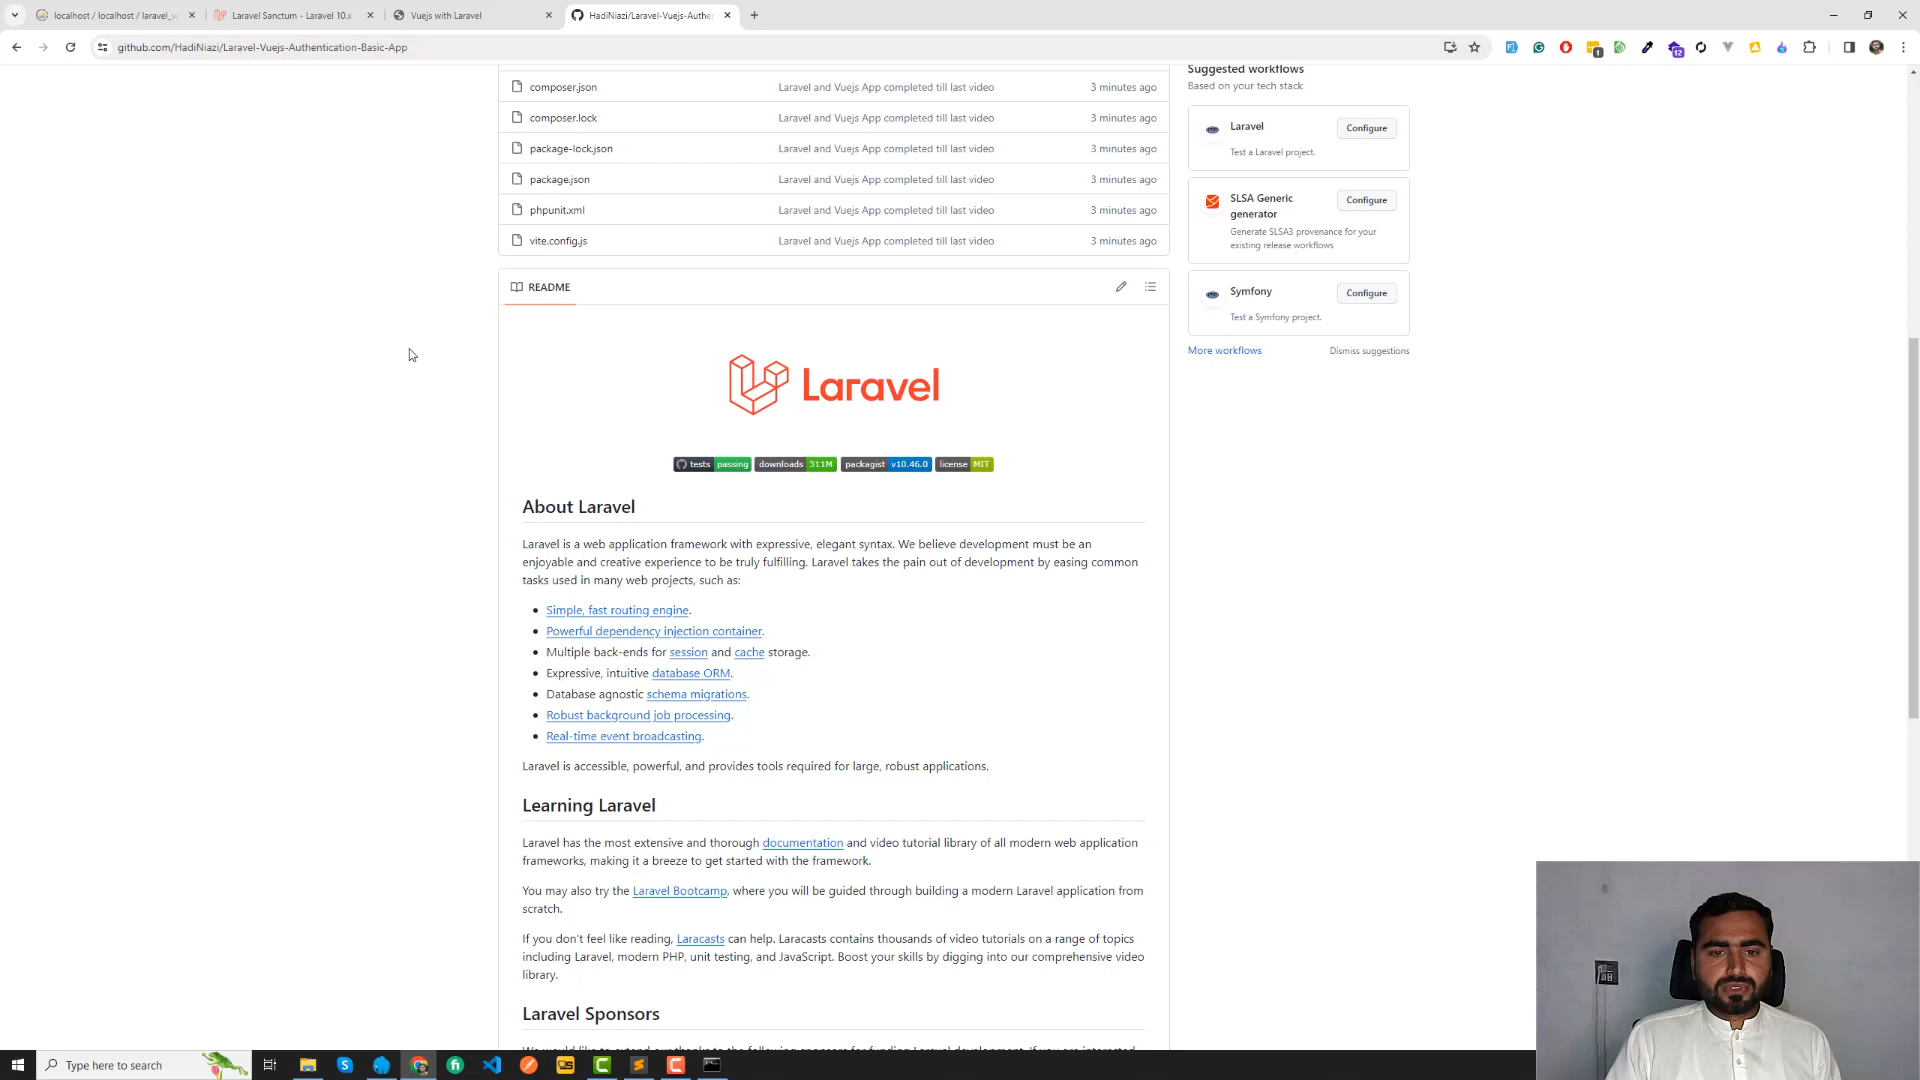 localhost / localhost / laravel_v
Laravel Sanctum - Laravel 10.x
Vuejs with Laravel
HadiNiazi/Laravel-Vuejs-Authe
github.com/HadiNiazi/Laravel-Vuejs-Authentication-Basic-App
1
12
composer.json Laravel and Vuejs App completed till last video 3 minutes ago
composer.lock Laravel and Vuejs App completed till last video 3 minutes ago
package-lock.json Laravel and Vuejs App completed till last video 3 minutes ago
package.json Laravel and Vuejs App completed till last video 3 minutes ago
phpunit.xml Laravel and Vuejs App completed till last video 3 minutes ago
vite.config.js Laravel and Vuejs App completed till last video 3 minutes ago
README
Laravel
tests passing downloads 311M packagist v10.46.0 license MIT
About Laravel
Laravel is a web application framework with expressive, elegant syntax. We believe development must be an
enjoyable and creative experience to be truly fulfilling. Laravel takes the pain out of development by easing common
tasks used in many web projects, such as:
Simple, fast routing engine.
Powerful dependency injection container.
Multiple back-ends for session and cache storage.
Expressive, intuitive database ORM.
Database agnostic schema migrations.
Robust background job processing.
Real-time event broadcasting.
Laravel is accessible, powerful, and provides tools required for large, robust applications.
Learning Laravel
Laravel has the most extensive and thorough documentation and video tutorial library of all modern web application
frameworks, making it a breeze to get started with the framework.
You may also try the Laravel Bootcamp, where you will be guided through building a modern Laravel application from
scratch.
If you don't feel like reading, Laracasts can help. Laracasts contains thousands of video tutorials on a range of topics
including Laravel, modern PHP, unit testing, and JavaScript. Boost your skills by digging into our comprehensive video
library.
Laravel Sponsors
Suggested workflows
Based on your tech stack
Laravel
Configure
Test a Laravel project.
SLSA Generic
generator
Configure
Generate SLSA3 provenance for your
existing release workflows
Symfony
Configure
Test a Symfony project.
More workflows
Dismiss suggestions
Type here to search